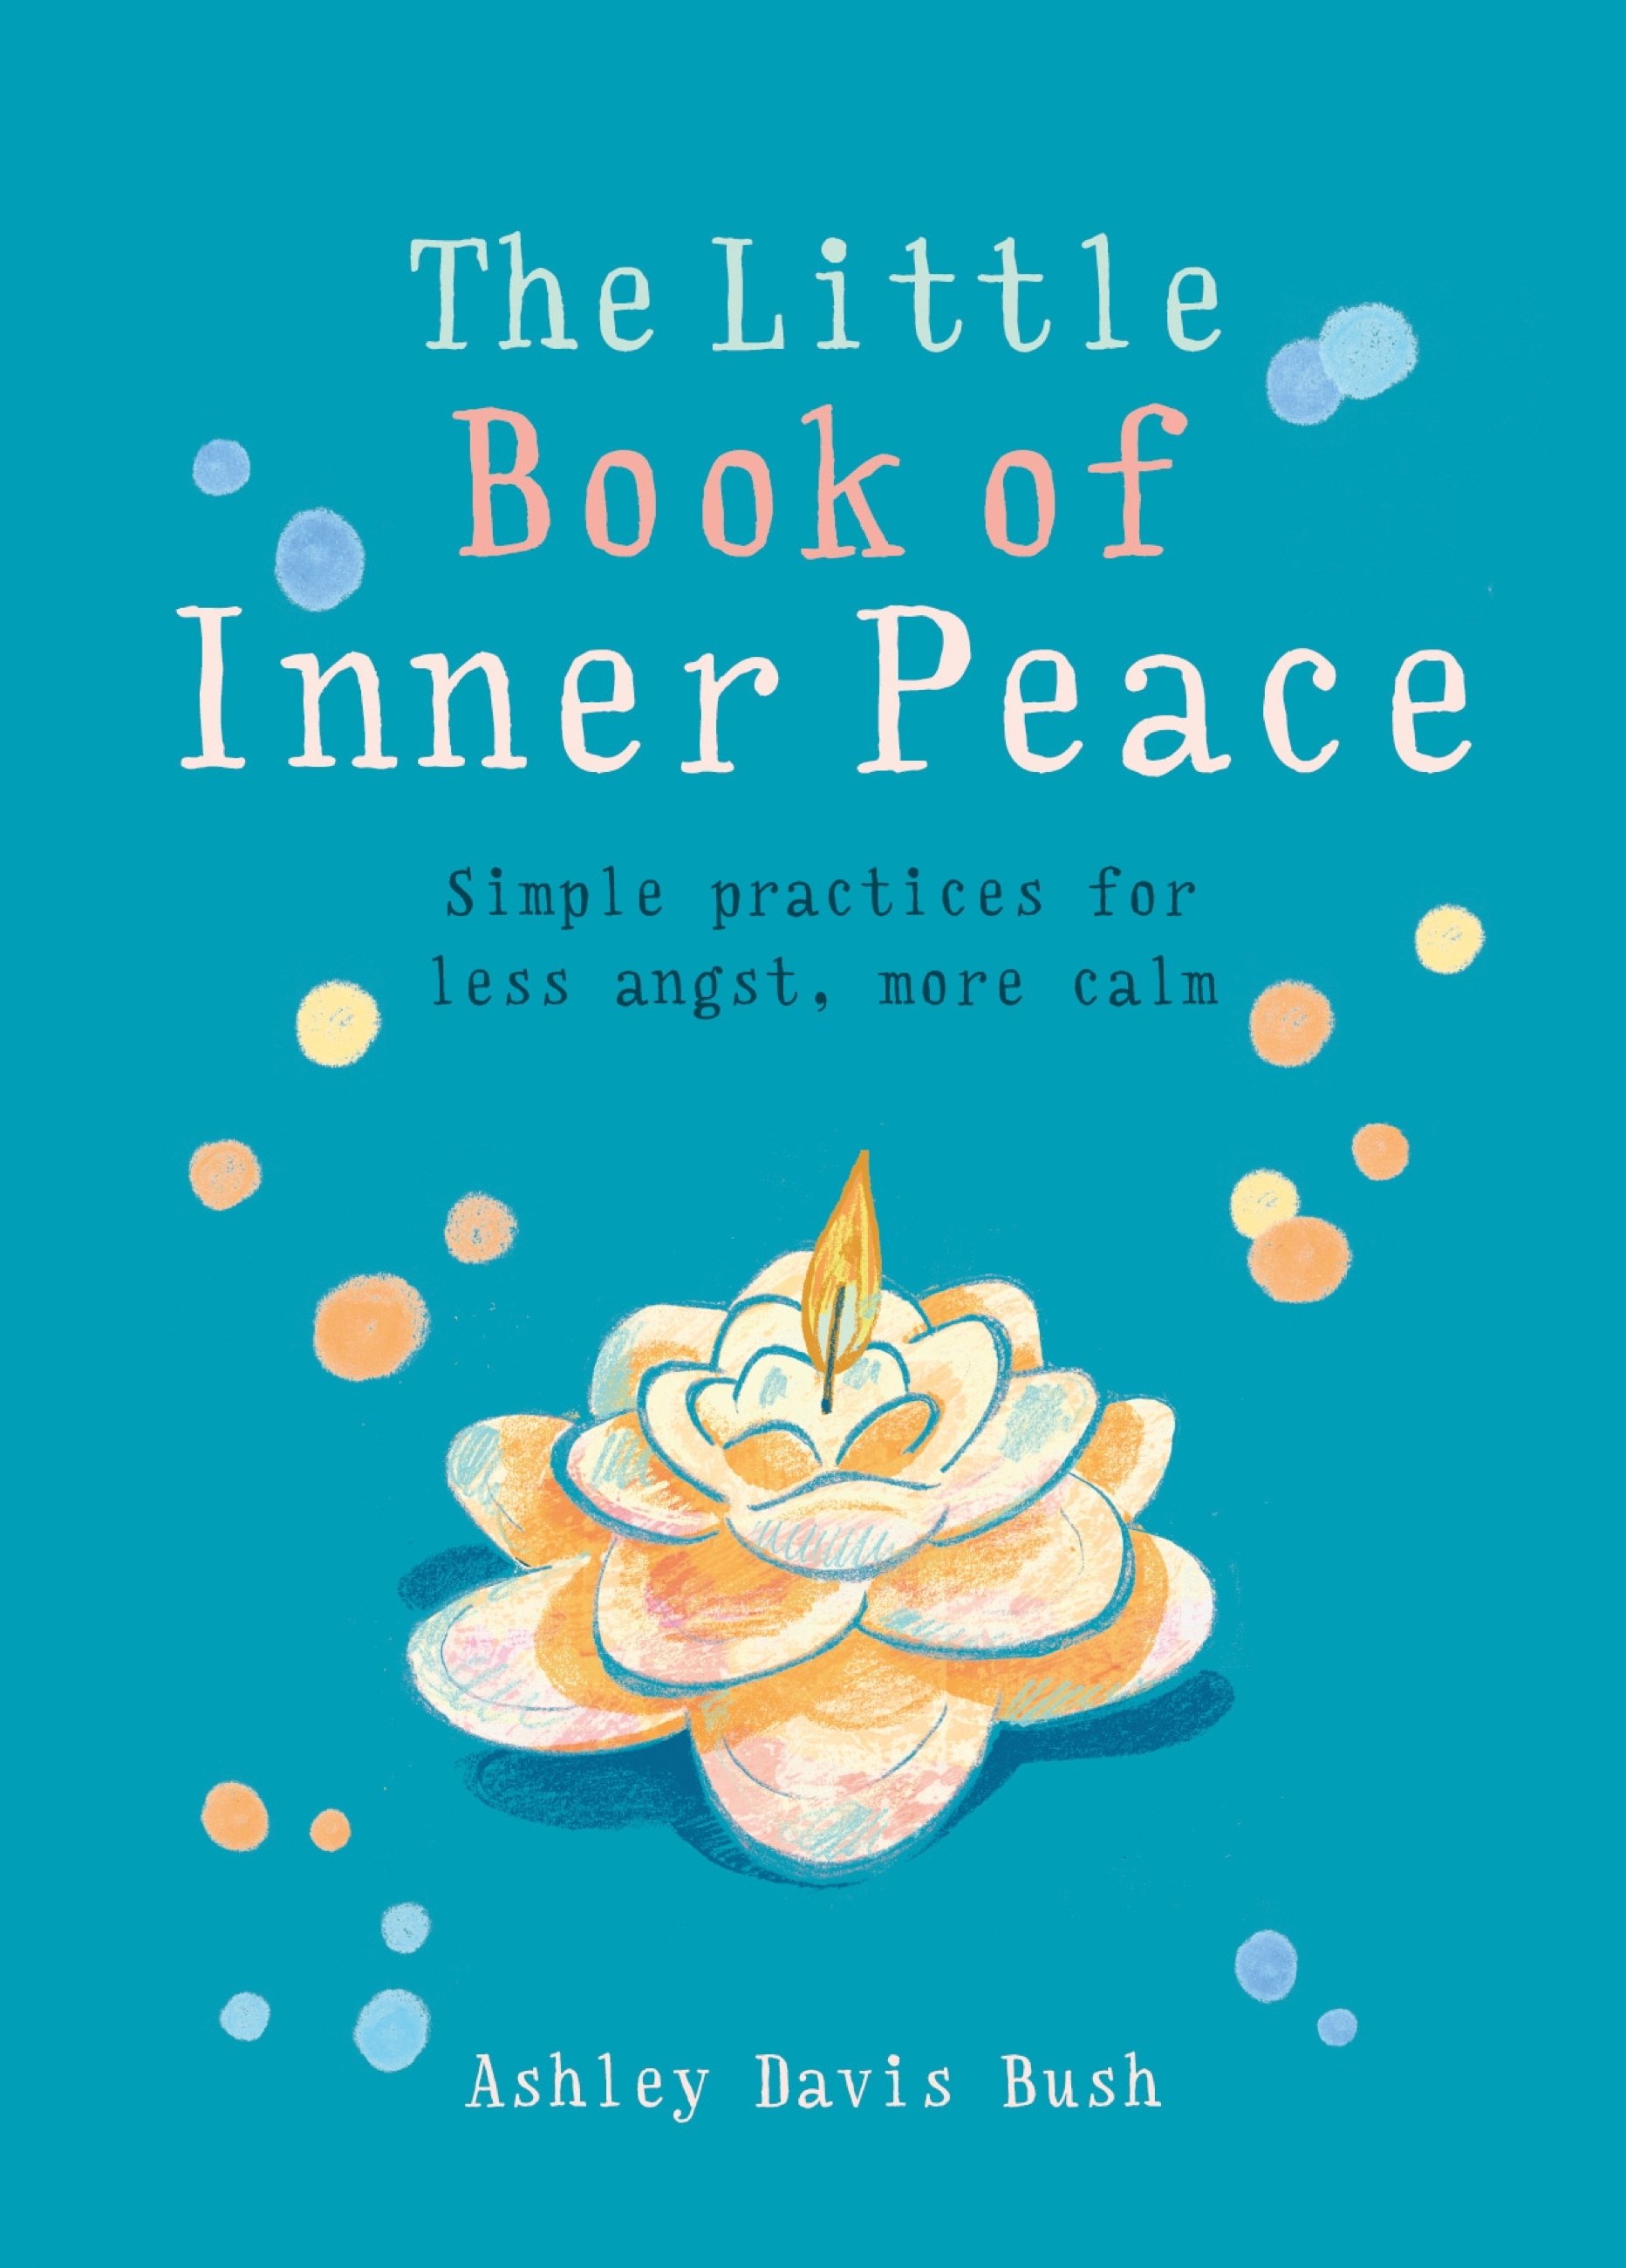 The Little
Book of
Inner Peace
Simple practices for
less angst, more calm
Ashley Davis Bush